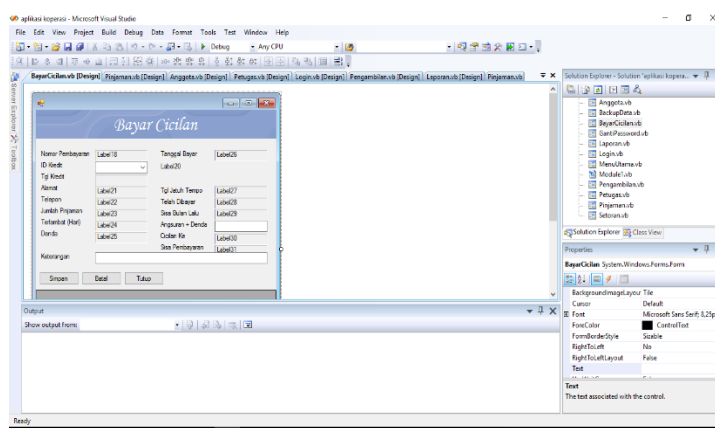 aplikasi koperasi - Microsoft Visual Studio
File Edit View Project Build Debug Data Format Tools Test Window Help
Debug Any CPU
BayarCicilan.vb [Design] Pinjaman.vb [Design] Anggota.vb [Design] Petugas.vb [Design] Login.vb [Design] Pengambilan.vb [Design] Laporan.vb [Design] Pinjaman.vb
Server Explorer
Toolbox
Bayar Cicilan
Nomor Pembayaran Label18 Tanggal Bayar Label26
ID Kredit Label20
Tgl Kredit
Alamat Label21 Tgl Jatuh Tempo Label27
Telepon Label22 Telah Dibayar Label28
Jumlah Pinjaman Label23 Sisa Bulan Lalu Label29
Terlambat (Hari) Label24 Angsuran + Denda
Denda Label25 Cicilan Ke Label30
Sisa Pembayaran Label31
Keterangan
Simpan Batal Tutup
Output
Show output from:
Ready
Solution Explorer - Solution 'aplikasi kopera...
Anggota.vb
BackupData.vb
BayarCicilan.vb
GantiPassword.vb
Laporan.vb
Login.vb
MenuUtama.vb
Module1.vb
Pengambilan.vb
Petugas.vb
Pinjaman.vb
Setoran.vb
Solution Explorer Class View
Properties
BayarCicilan System.Windows.Forms.Form
BackgroundImageLayour Tile
Cursor Default
Font Microsoft Sans Serif; 8,25p
ForeColor ControlText
FormBorderStyle Sizable
RightToLeft No
RightToLeftLayout False
Text
Text
The text associated with the control.